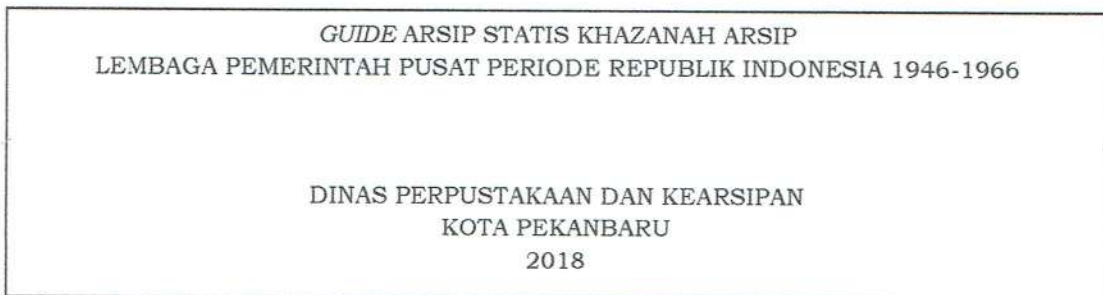 GUIDE ARSIP STATIS KHAZANAH ARSIP
LEMBAGA PEMERINTAH PUSAT PERIODE REPUBLIK INDONESIA 1946-1966
DINAS PERPUSTAKAAN DAN KEARSIPAN
KOTA PEKANBARU
2018